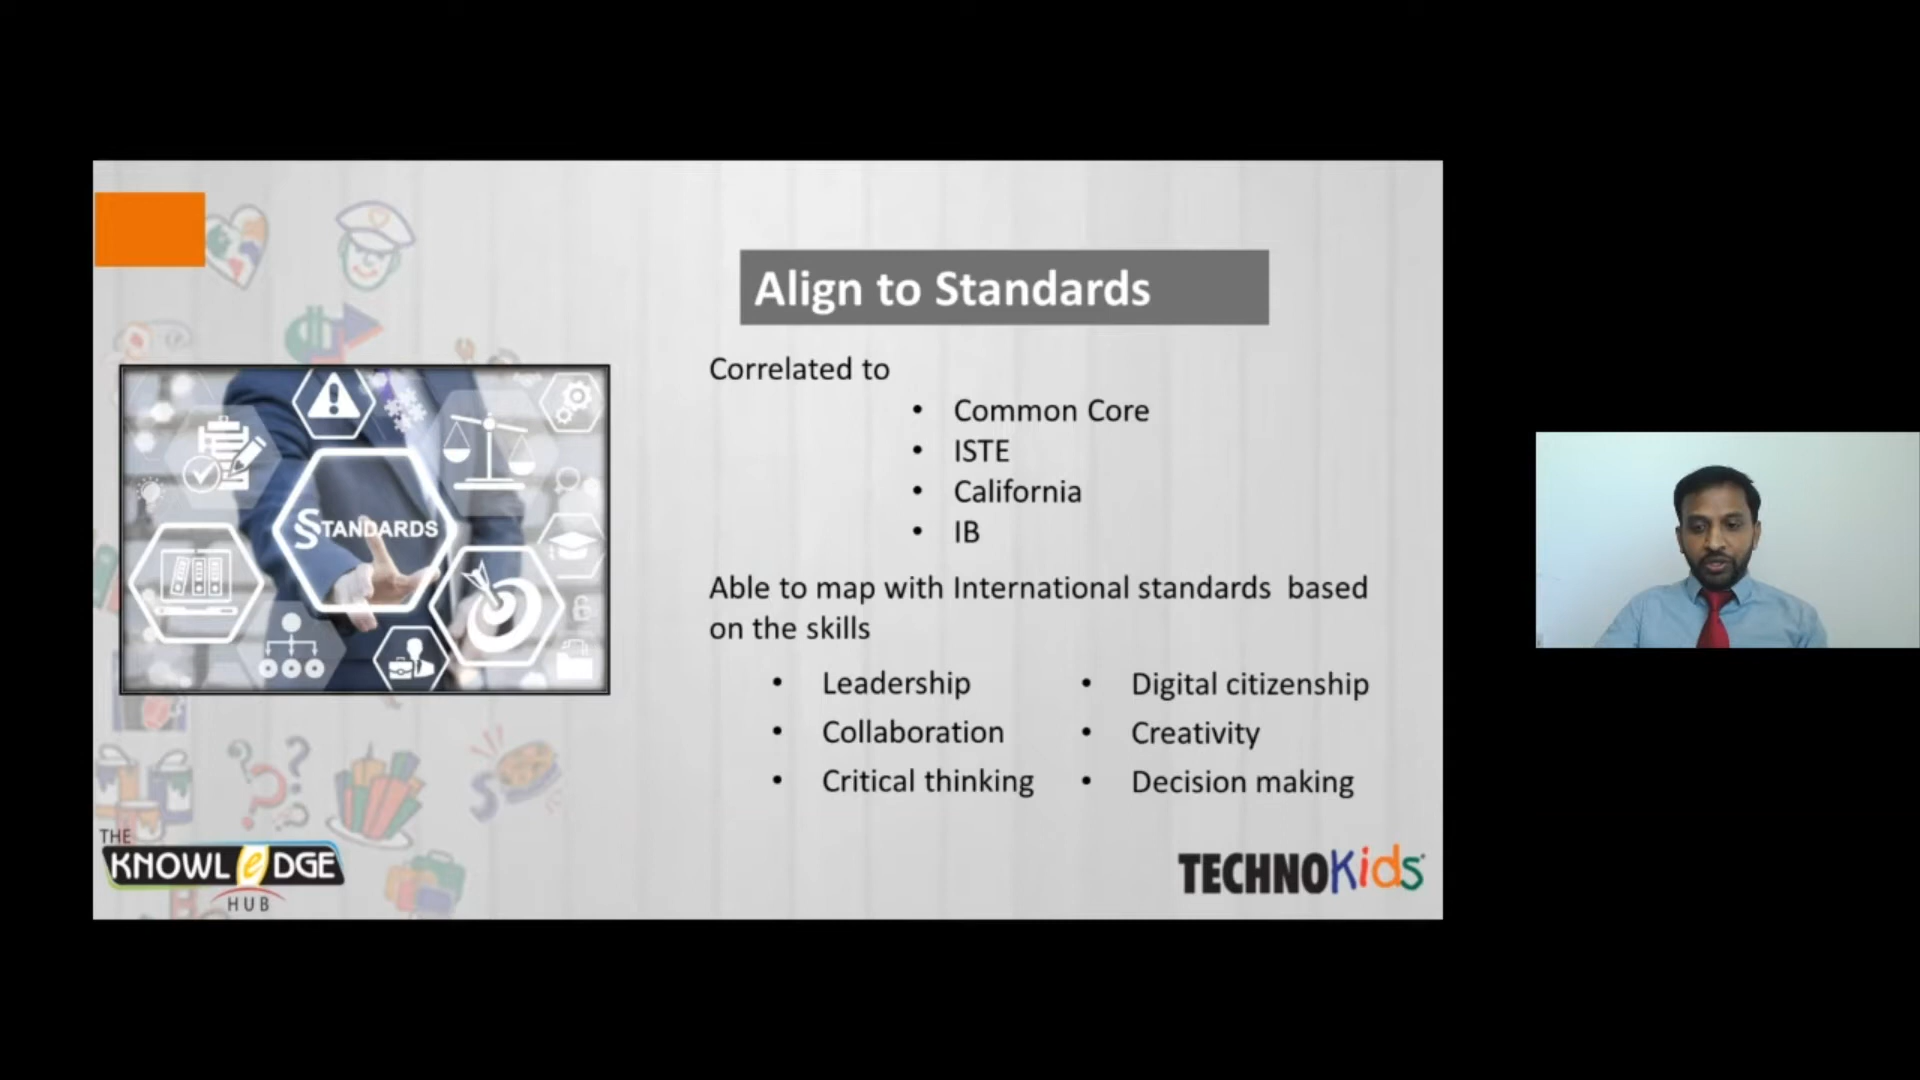 Align to Standards
Correlated to
• Common Core
• ISTE
• California
• IB
Able to map with International standards based
on the skills
• Leadership
• Collaboration
• Critical thinking
• Digital citizenship
• Creativity
• Decision making
STANDARDS
THE
KNOWLeDGE
HUB
TECHNOKids